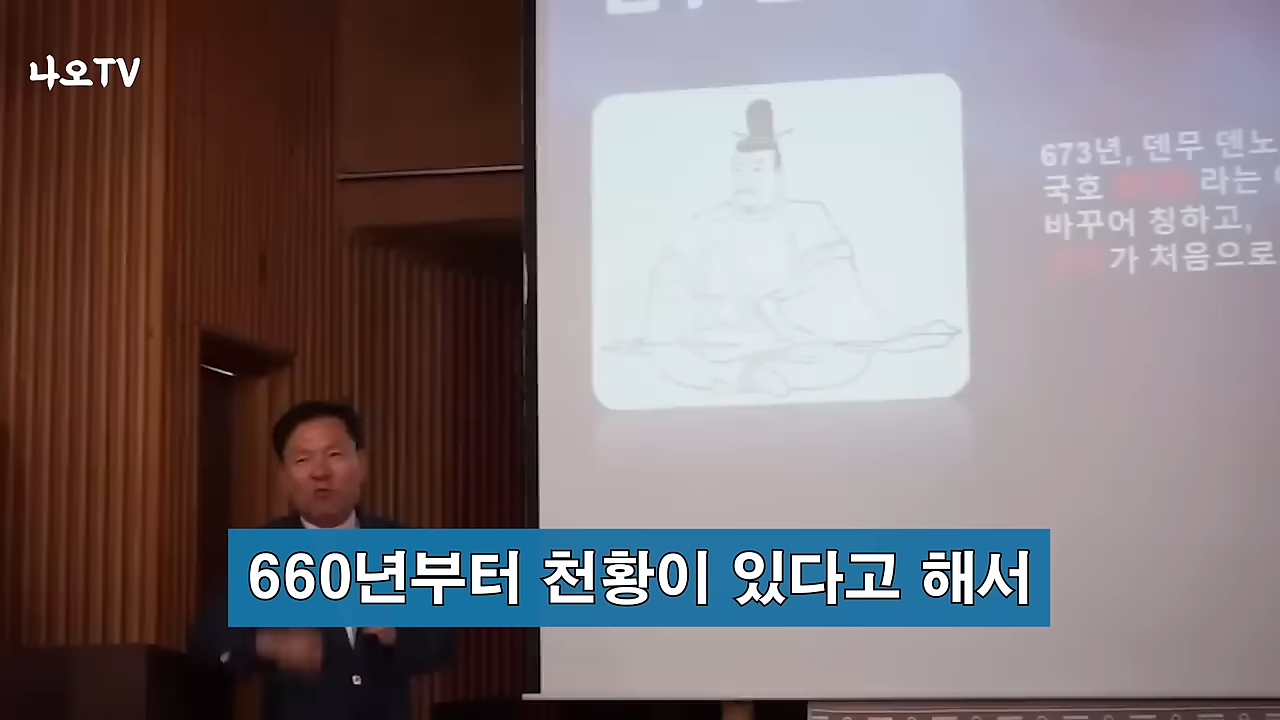 나오TV
673년, 덴무 덴노
국호 라는
바꾸어 칭하고,
가 처음으로
660년부터 천황이 있다고 해서